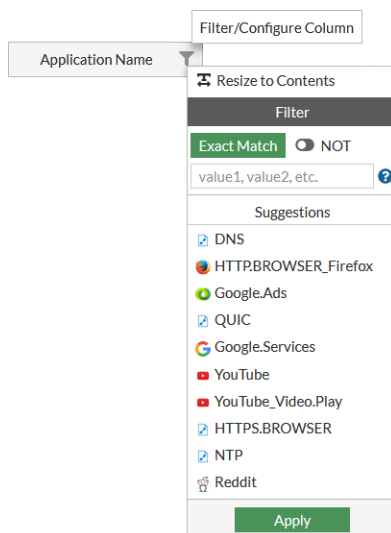 Filter/Configure Column
Application Name
Resize to Contents
Filter
Exact Match NOT
value1, value2, etc.
Suggestions
DNS
HTTP.BROWSER_Firefox
Google.Ads
QUIC
Google.Services
YouTube
YouTube_Video.Play
HTTPS.BROWSER
NTP
Reddit
Apply